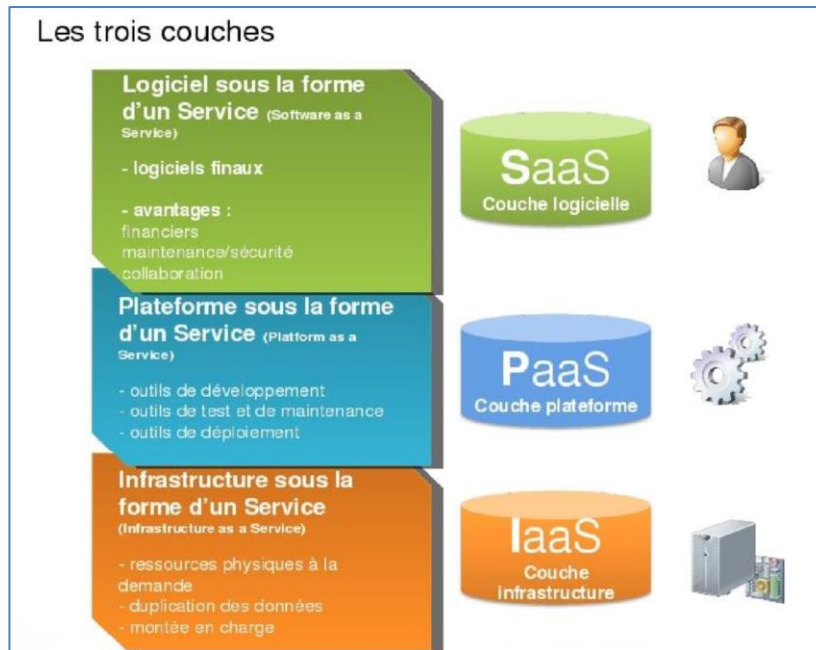 Les trois couches
Logiciel sous la forme
d'un Service (Software as a
Service)
- logiciels finaux
- avantages :
financiers
maintenance/sécurité
collaboration
SaaS
Couche logicielle
Plateforme sous la forme
d'un Service (Platform as a
Service)
- outils de développement
- outils de test et de maintenance
- outils de déploiement
PaaS
Couche plateforme
Infrastructure sous la
forme d'un Service
(Infrastructure as a Service)
- ressources physiques à la
demande
- duplication des données
- montée en charge
IaaS
Couche
infrastructure